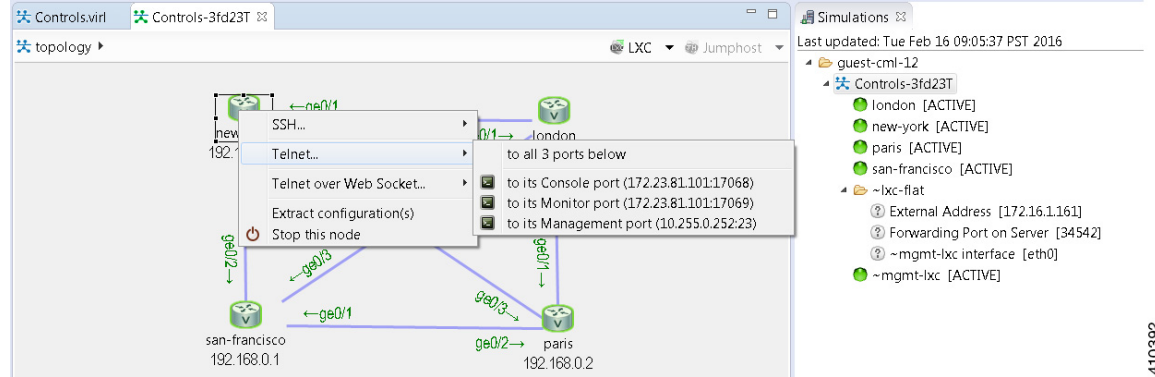 Controls.virl
Controls-3fd23T
Simulations
topology
LXC
Jumphost
Last updated: Tue Feb 16 09:05:37 PST 2016
guest-cml-12
Controls-3fd23T
london [ACTIVE]
new-york [ACTIVE]
paris [ACTIVE]
san-francisco [ACTIVE]
~lxc-flat
External Address [172.16.1.161]
Forwarding Port on Server [34542]
~mgmt-lxc interface [eth0]
~mgmt-lxc [ACTIVE]
←ge0/1
new
192.1
0/1→
london
SSH...
Telnet...
Telnet over Web Socket...
Extract configuration(s)
Stop this node
to all 3 ports below
to its Console port (172.23.81.101:17068)
to its Monitor port (172.23.81.101:17069)
to its Management port (10.255.0.252:23)
ge0/2→
←ge0/3
ge0/1→
ge0/3→
←ge0/1
ge0/2→
san-francisco
192.168.0.1
paris
192.168.0.2
410392